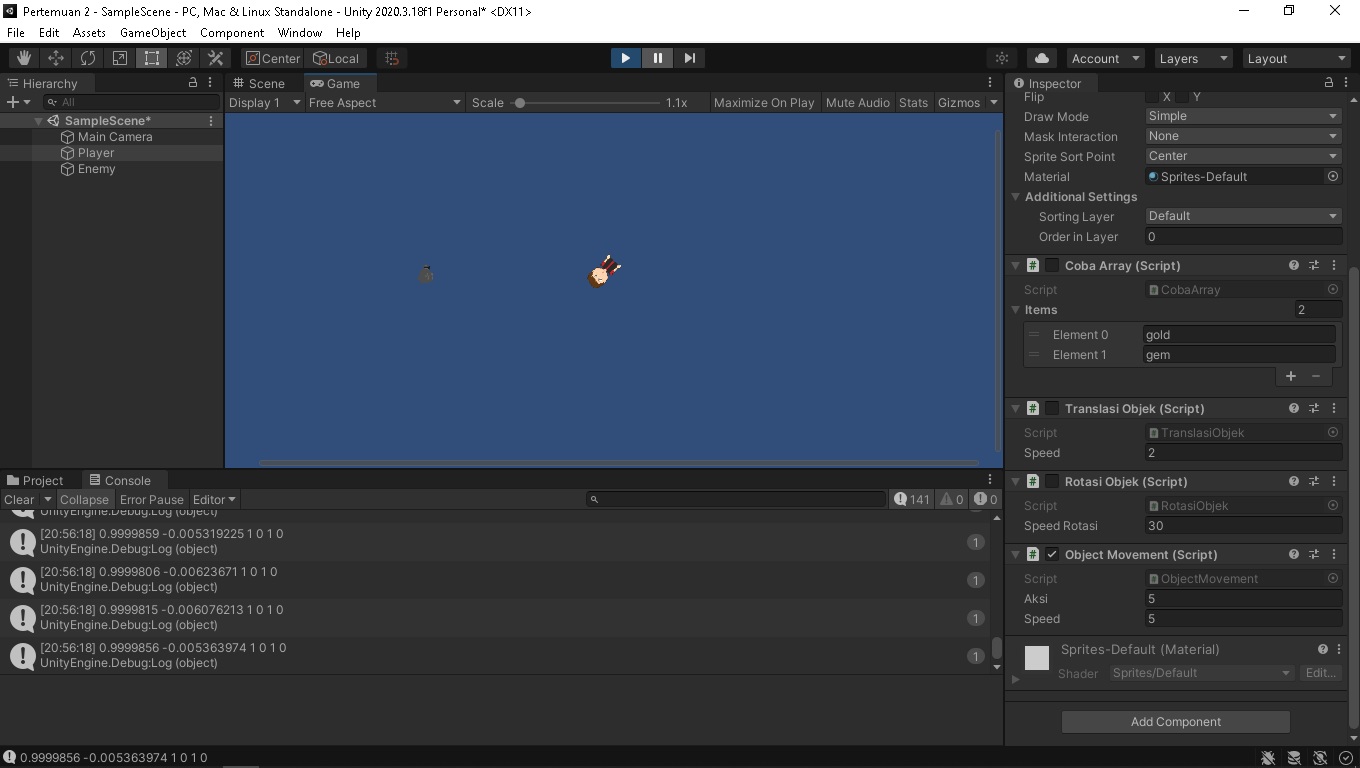 Pertemuan 2 - SampleScene - PC, Mac & Linux Standalone - Unity 2020.3.18f1 Personal* <DX11>
File Edit Assets GameObject Component Window Help
Center Local Account Layers Layout
Hierarchy
All
SampleScene*
Main Camera
Player
Enemy
Scene Game
Display 1 Free Aspect Scale 1.1x Maximize On Play Mute Audio Stats Gizmos
Inspector
Flip X Y
Draw Mode Simple
Mask Interaction None
Sprite Sort Point Center
Material Sprites-Default
Additional Settings
Sorting Layer Default
Order in Layer 0
# Coba Array (Script)
Script CobaArray
Items 2
Element 0 gold
Element 1 gem
+ −
# Translasi Objek (Script)
Script TranslasiObjek
Speed 2
# Rotasi Objek (Script)
Script RotasiObjek
Speed Rotasi 30
# Object Movement (Script)
Script ObjectMovement
Aksi 5
Speed 5
Sprites-Default (Material)
Shader Sprites/Default Edit...
Add Component
Project Console
Clear Collapse Error Pause Editor 141 0 0
UnityEngine.Debug:Log (object)
[20:56:18] 0.9999859 -0.005319225 1 0 1 0
UnityEngine.Debug:Log (object) 1
[20:56:18] 0.9999806 -0.00623671 1 0 1 0
UnityEngine.Debug:Log (object) 1
[20:56:18] 0.9999815 -0.006076213 1 0 1 0
UnityEngine.Debug:Log (object) 1
[20:56:18] 0.9999856 -0.005363974 1 0 1 0
UnityEngine.Debug:Log (object) 1
0.9999856 -0.005363974 1 0 1 0